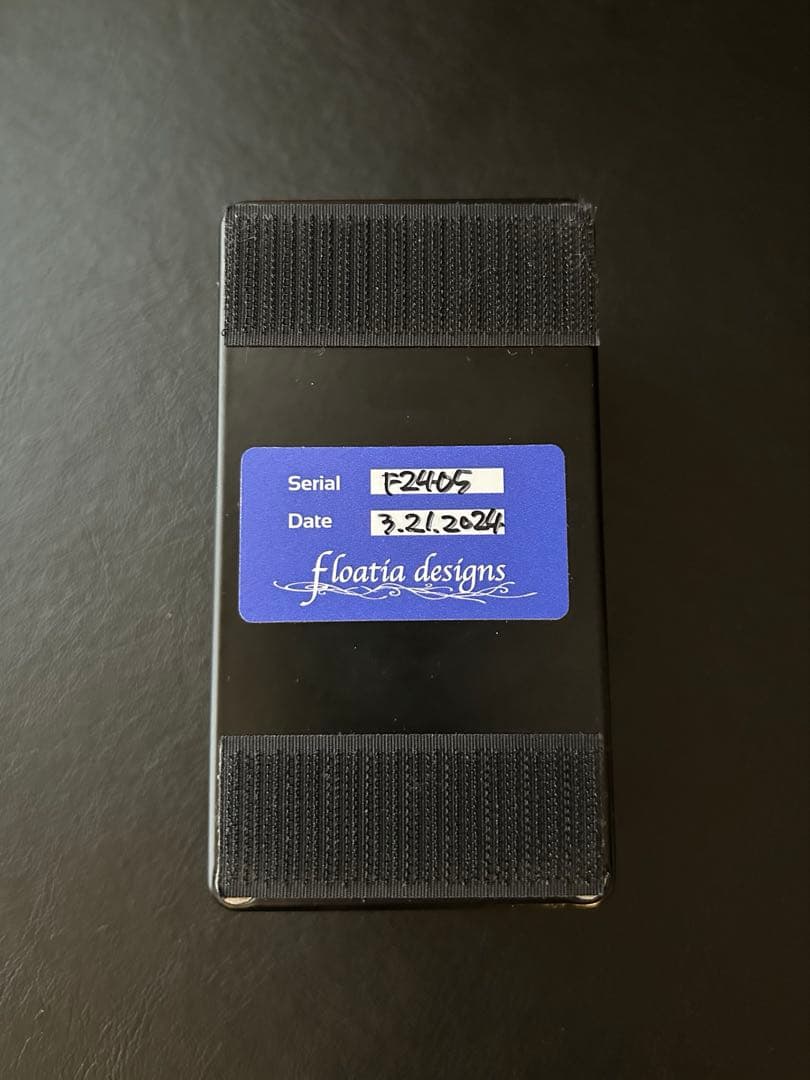 Serial F2405
Date 3.21.2024
floatia designs